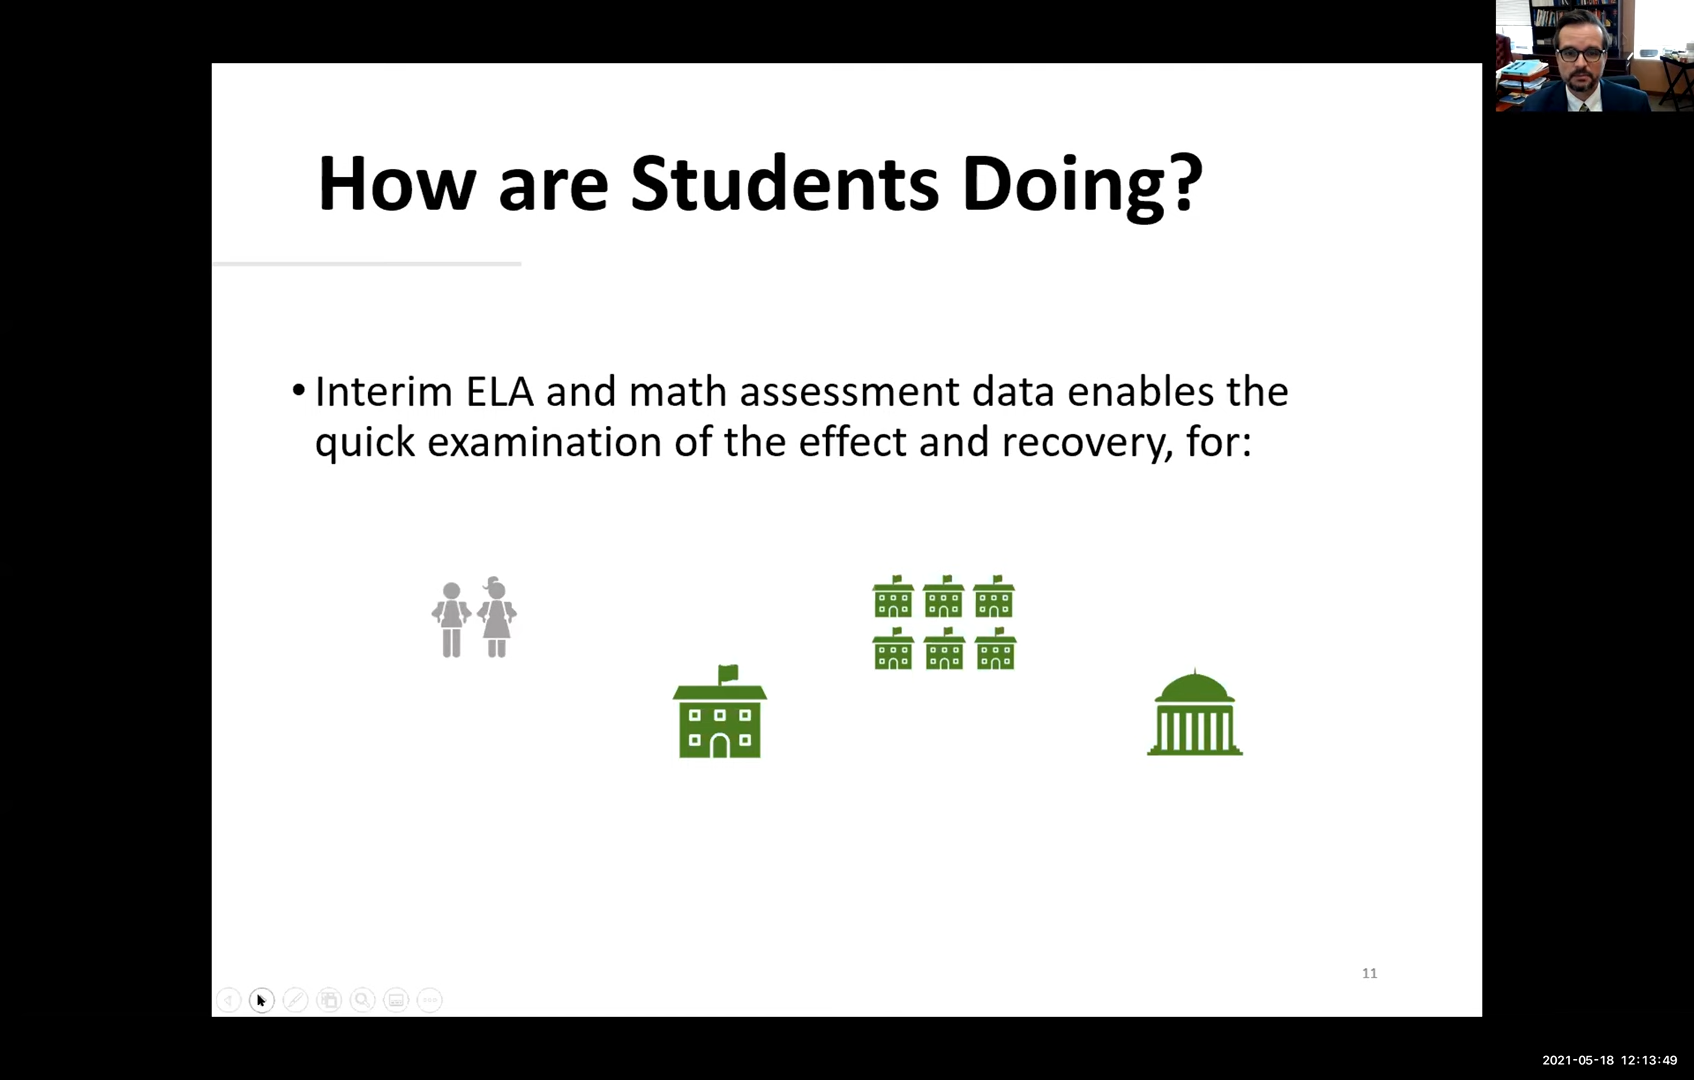 How are Students Doing?
• Interim ELA and math assessment data enables the
quick examination of the effect and recovery, for:
11
2021-05-18 12:13:49